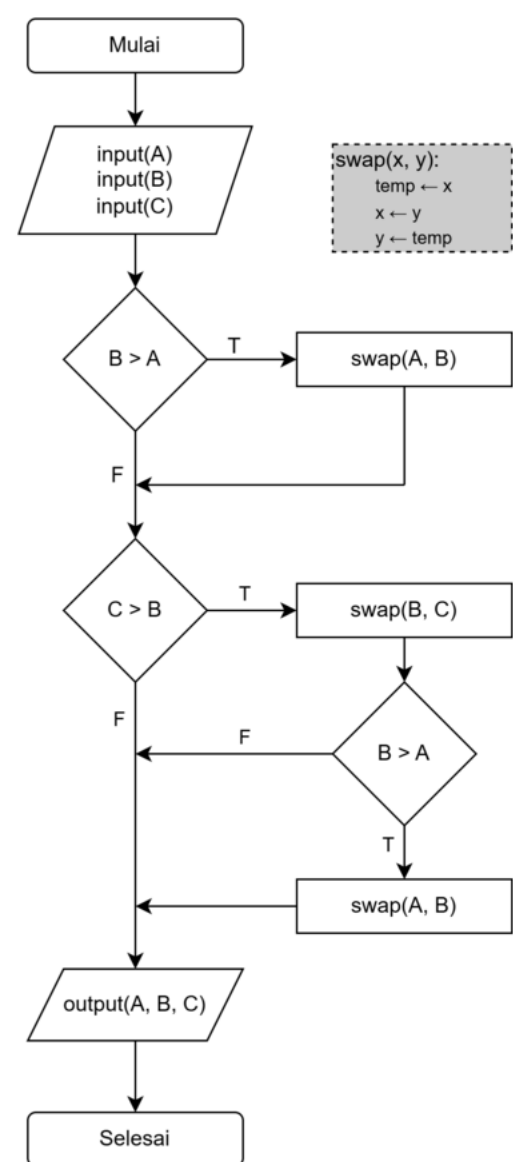 Mulai
input(A)
input(B)
input(C)
swap(x, y):
temp ← x
x ← y
y ← temp
B > A
T
swap(A, B)
F
C > B
T
swap(B, C)
F
F
B > A
T
swap(A, B)
output(A, B, C)
Selesai